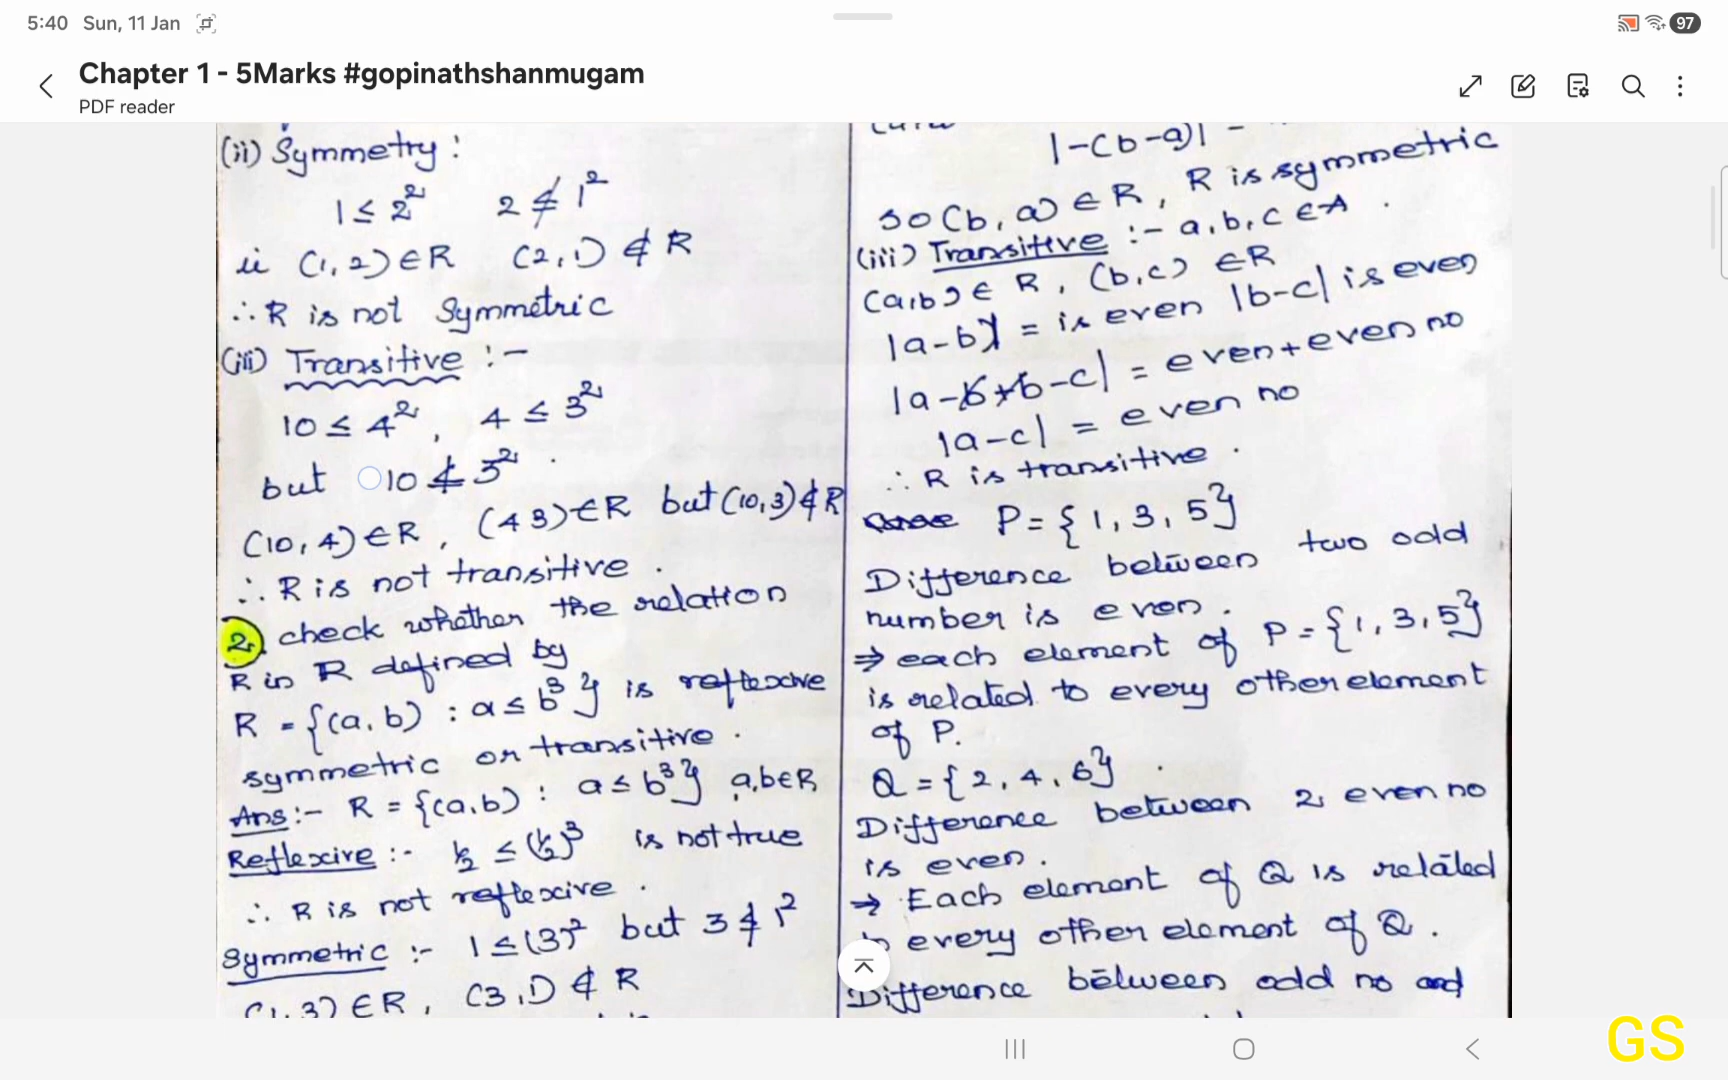 5:40 Sun, 11 Jan
97
Chapter 1 - 5Marks #gopinathshanmugam
PDF reader
(ii) Symmetry :
1 ≤ 2² 2 ≰ 1²
ie (1, 2) ∈ R (2, 1) ∉ R
∴ R is not Symmetric
(iii) Transitive :-
10 ≤ 4² , 4 ≤ 3²
but 10 ≰ 3² .
(10, 4) ∈ R , (4 3) ∈ R but (10, 3) ∉ R
∴ R is not transitive .
2. check whether the relation
R in R defined by
R = {(a, b) : a ≤ b³} is reflexive
symmetric or transitive .
Ans :- R = {(a, b) : a ≤ b³} a, b ∈ R
Reflexive :- ½ ≤ (½)³ is not true
∴ R is not reflexive .
Symmetric :- 1 ≤ (3)² but 3 ≰ 1²
(1, 3) ∈ R , (3, 1) ∉ R
|-(b-a)| =
so (b, a) ∈ R , R is symmetric
(iii) Transitive :- a, b, c ∈ A .
(a, b) ∈ R , (b, c) ∈ R
|a-b| = is even |b-c| is even
|a-b+b-c| = even + even no
|a-c| = even no
∴ R is transitive .
P = {1, 3, 5}
Difference between two odd
number is even .
⇒ each element of P = {1, 3, 5}
is related to every other element
of P.
Q = {2, 4, 6} .
Difference between 2 even no
is even .
→ Each element of Q is related
every other element of Q .
Difference between odd no and
GS